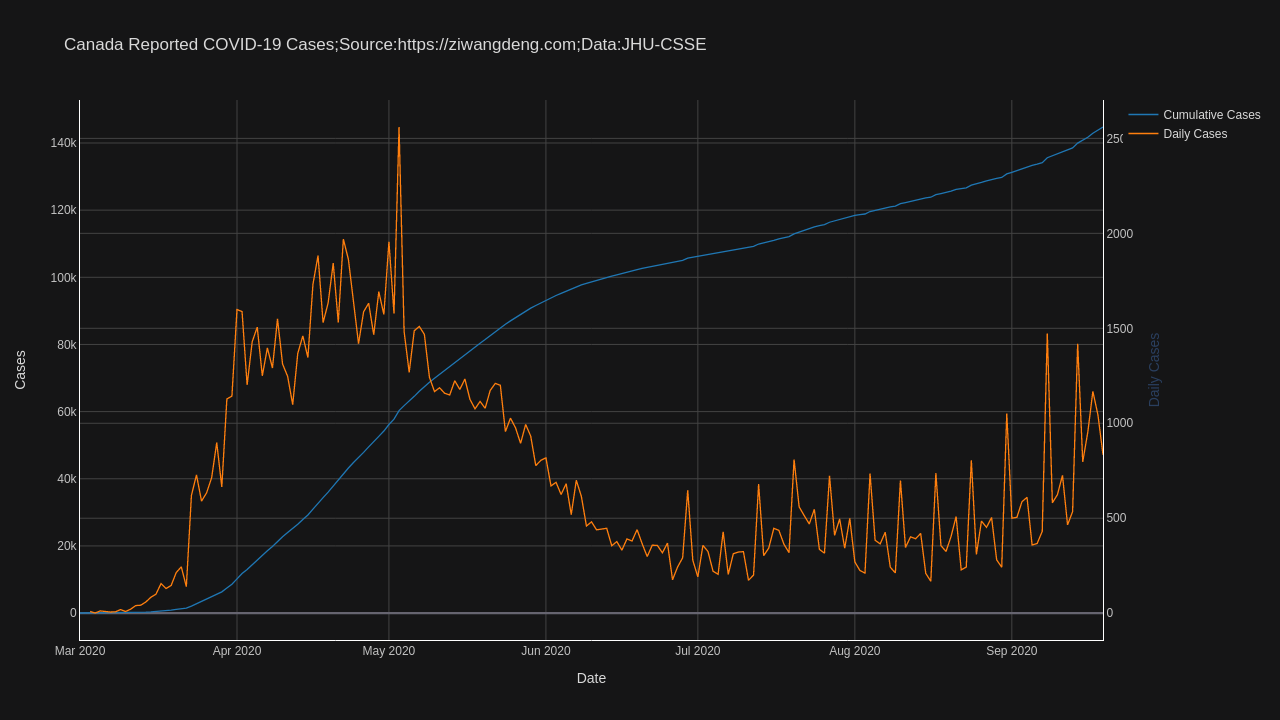 Canada Reported COVID-19 Cases;Source:https://ziwangdeng.com;Data:JHU-CSSE
Cumulative Cases
Daily Cases
140k
120k
100k
80k
60k
40k
20k
0
Cases
2000
1500
1000
500
0
Daily Cases
Mar 2020
Apr 2020
May 2020
Jun 2020
Jul 2020
Aug 2020
Sep 2020
Date